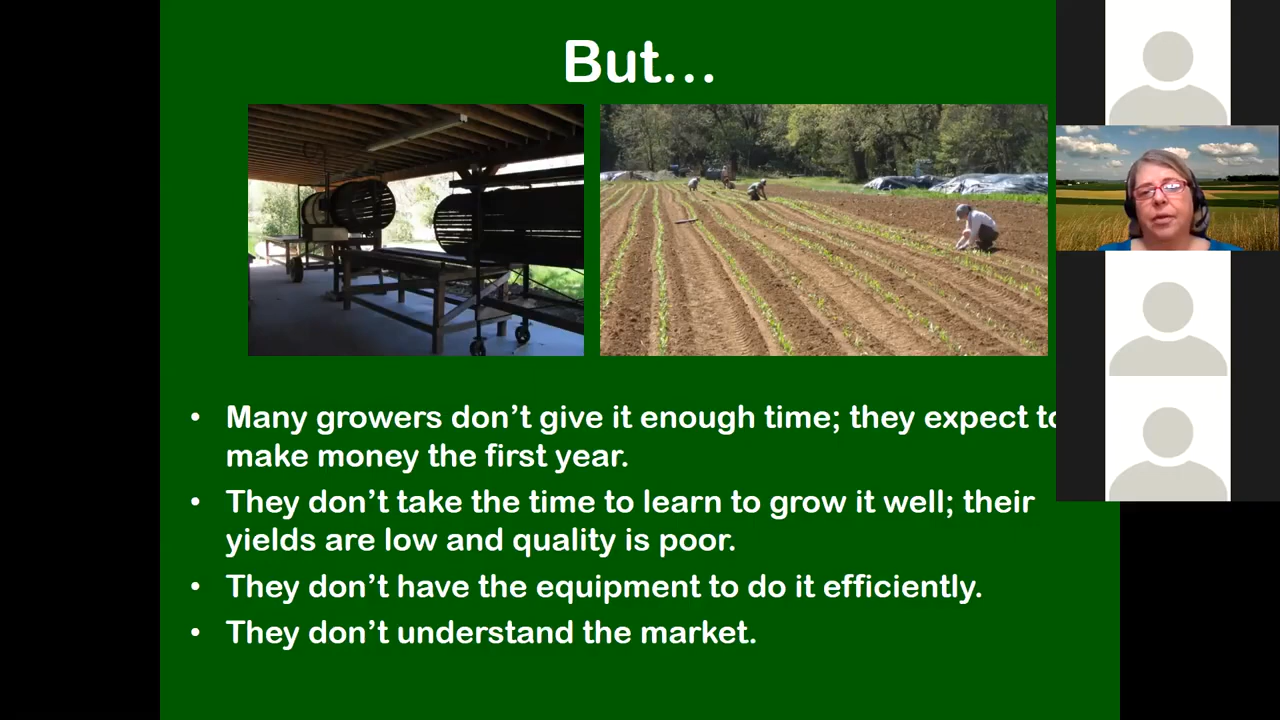 But...
• Many growers don't give it enough time; they expect to
make money the first year.
• They don't take the time to learn to grow it well; their
yields are low and quality is poor.
• They don't have the equipment to do it efficiently.
• They don't understand the market.